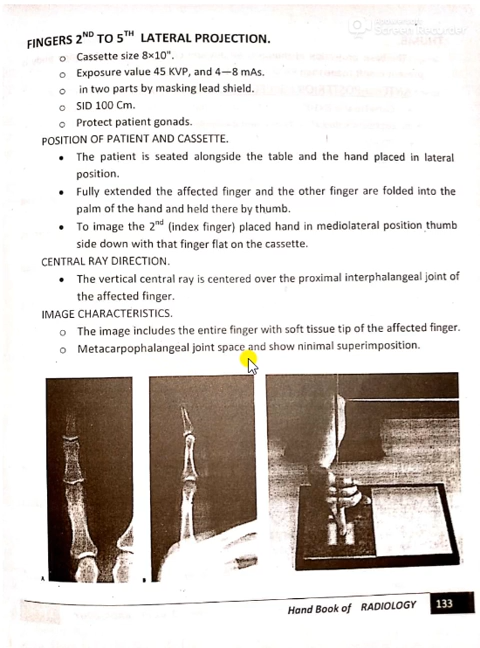 Screen Recorder
FINGERS 2ND TO 5TH LATERAL PROJECTION.
o Cassette size 8×10".
o Exposure value 45 KVP, and 4—8 mAs.
o in two parts by masking lead shield.
o SID 100 Cm.
o Protect patient gonads.
POSITION OF PATIENT AND CASSETTE.
• The patient is seated alongside the table and the hand placed in lateral
position.
• Fully extended the affected finger and the other finger are folded into the
palm of the hand and held there by thumb.
• To image the 2nd (index finger) placed hand in mediolateral position thumb
side down with that finger flat on the cassette.
CENTRAL RAY DIRECTION.
• The vertical central ray is centered over the proximal interphalangeal joint of
the affected finger.
IMAGE CHARACTERISTICS.
o The image includes the entire finger with soft tissue tip of the affected finger.
o Metacarpophalangeal joint space and show ninimal superimposition.
A B
Hand Book of RADIOLOGY 133